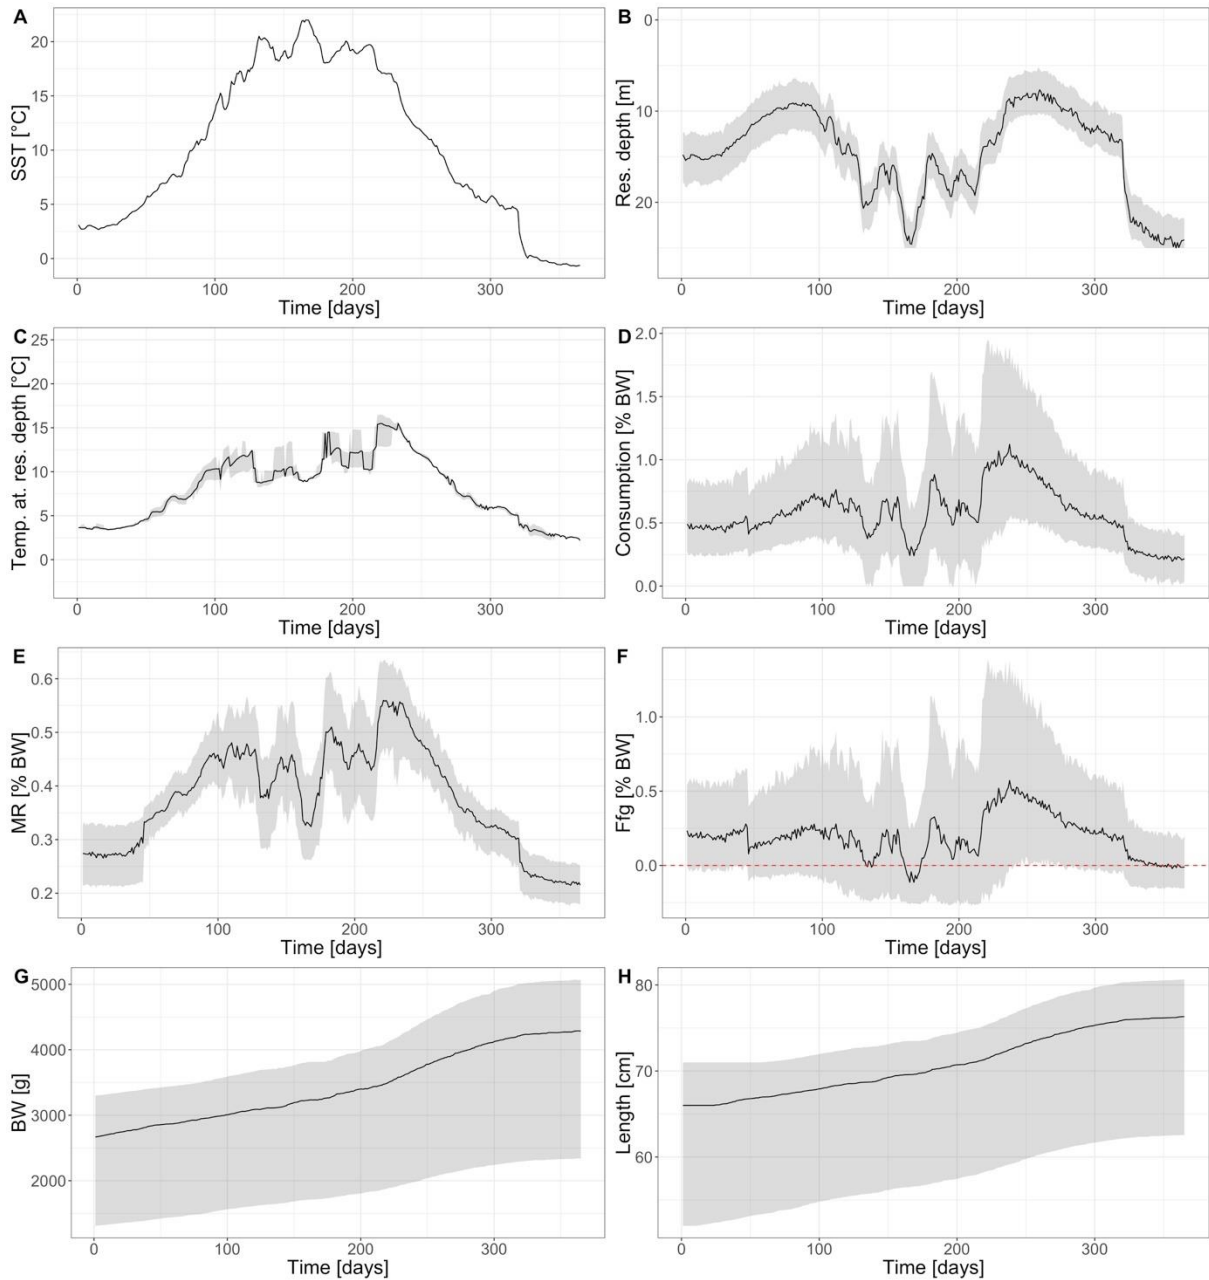 A
SST [°C]
20
15
10
5
0
0 100 200 300
Time [days]
B
Res. depth [m]
0
10
20
0 100 200 300
Time [days]
C
Temp. at. res. depth [°C]
25
20
15
10
5
0
0 100 200 300
Time [days]
D
Consumption [% BW]
2.0
1.5
1.0
0.5
0.0
0 100 200 300
Time [days]
E
MR [% BW]
0.6
0.5
0.4
0.3
0.2
0 100 200 300
Time [days]
F
Ffg [% BW]
1.0
0.5
0.0
0 100 200 300
Time [days]
G
BW [g]
5000
4000
3000
2000
0 100 200 300
Time [days]
H
Length [cm]
80
70
60
0 100 200 300
Time [days]